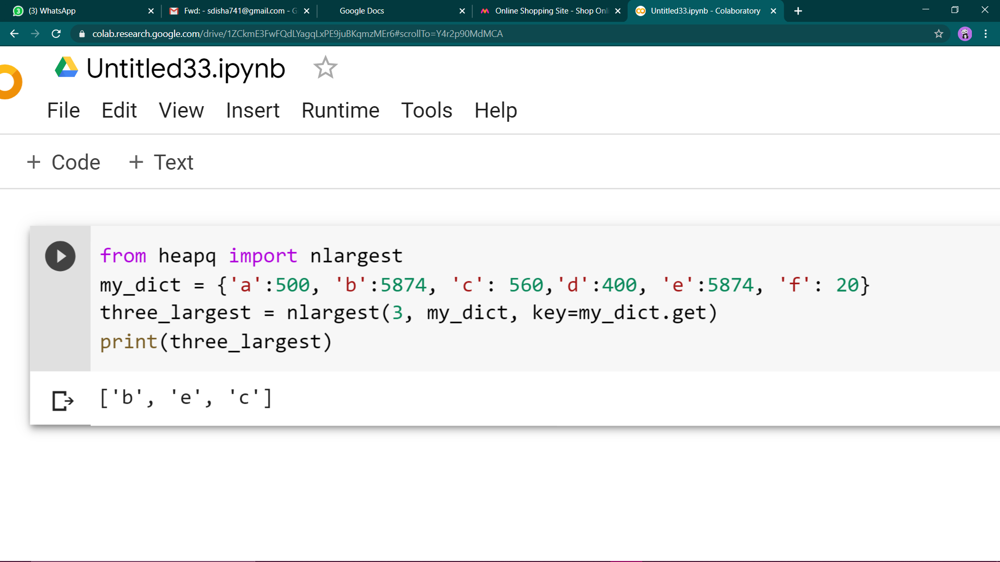 3 (3) WhatsApp
Fwd: - sdisha741@gmail.com - G
Google Docs
Online Shopping Site - Shop Onli
Untitled33.ipynb - Colaboratory
colab.research.google.com/drive/1ZCkmE3FwFQdLYagqLxPE9juBKqmzMEr6#scrollTo=Y4r2p90MdMCA
Untitled33.ipynb
File Edit View Insert Runtime Tools Help
+ Code + Text
from heapq import nlargest
my_dict = {'a':500, 'b':5874, 'c': 560,'d':400, 'e':5874, 'f': 20}
three_largest = nlargest(3, my_dict, key=my_dict.get)
print(three_largest)
['b', 'e', 'c']